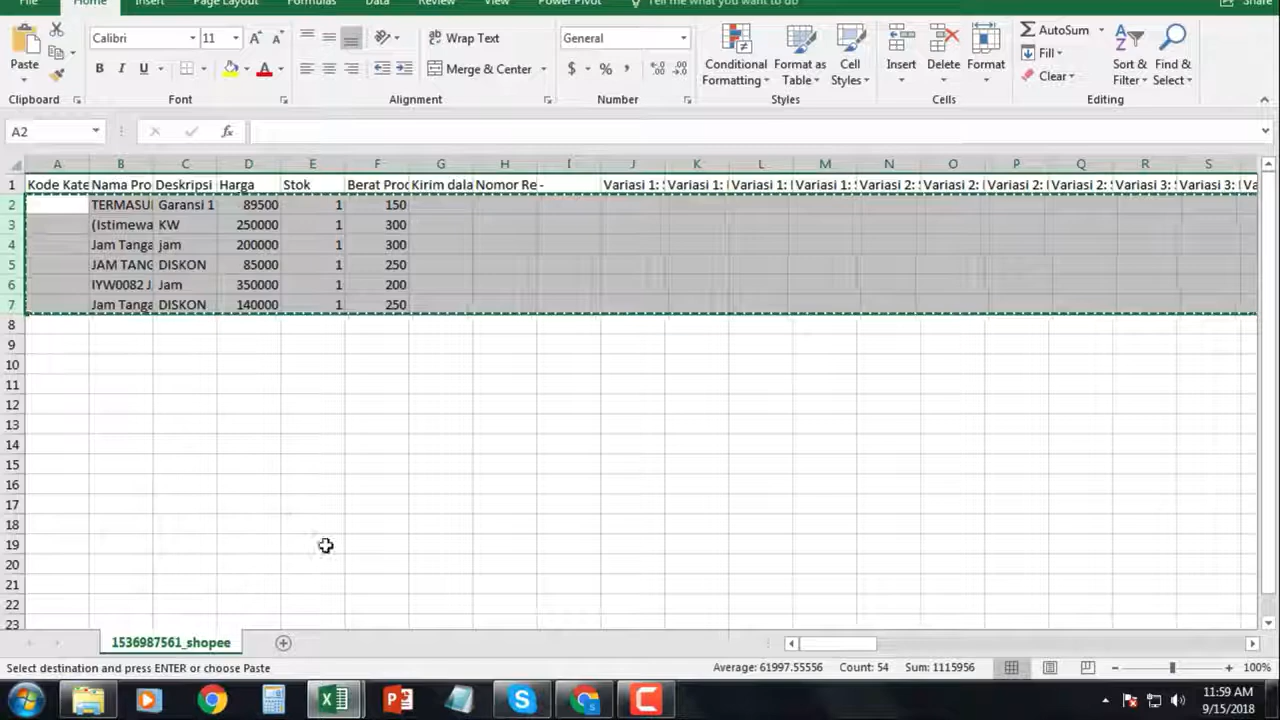 File Home Insert Page Layout Formulas Data Review View Power Pivot Tell me what you want to do Share
Calibri 11 Wrap Text General AutoSum
Paste B I U Merge & Center $ % , Conditional Formatting Format as Table Cell Styles Insert Delete Format Fill Clear Sort & Filter Find & Select
Clipboard Font Alignment Number Styles Cells Editing
A2 fx
A B C D E F G H I J K L M N O P Q R S
1 Kode Kate Nama Pro Deskripsi Harga Stok Berat Proc Kirim dala Nomor Re - Variasi 1: Variasi 1: Variasi 1: Variasi 1: Variasi 2: Variasi 2: Variasi 2: Variasi 2: Variasi 3: Variasi 3: Va
2 TERMASU Garansi 1 89500 1 150
3 (Istimewa KW 250000 1 300
4 Jam Tanga jam 200000 1 300
5 JAM TANG DISKON 85000 1 250
6 IYW0082 J Jam 350000 1 200
7 Jam Tanga DISKON 140000 1 250
8
9
10
11
12
13
14
15
16
17
18
19
20
21
22
23
1536987561_shopee
Select destination and press ENTER or choose Paste Average: 61997.55556 Count: 54 Sum: 1115956 100%
11:59 AM
9/15/2018